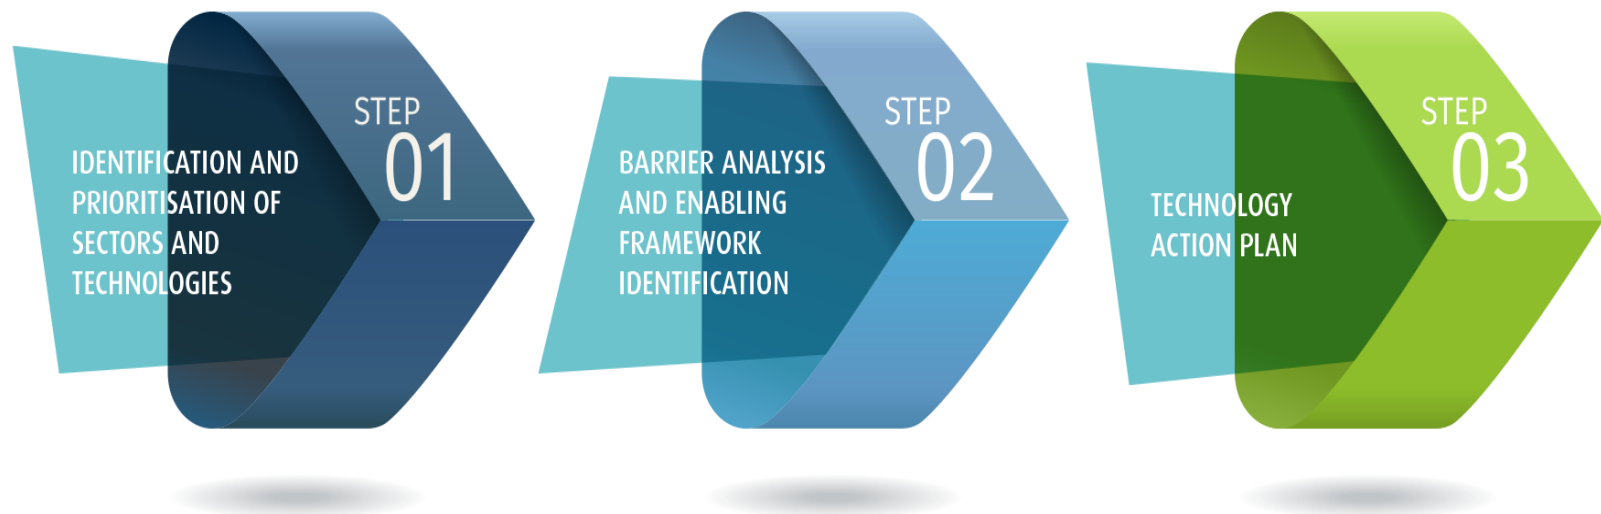 STEP
01
IDENTIFICATION AND
PRIORITISATION OF
SECTORS AND
TECHNOLOGIES
STEP
02
BARRIER ANALYSIS
AND ENABLING
FRAMEWORK
IDENTIFICATION
STEP
03
TECHNOLOGY
ACTION PLAN